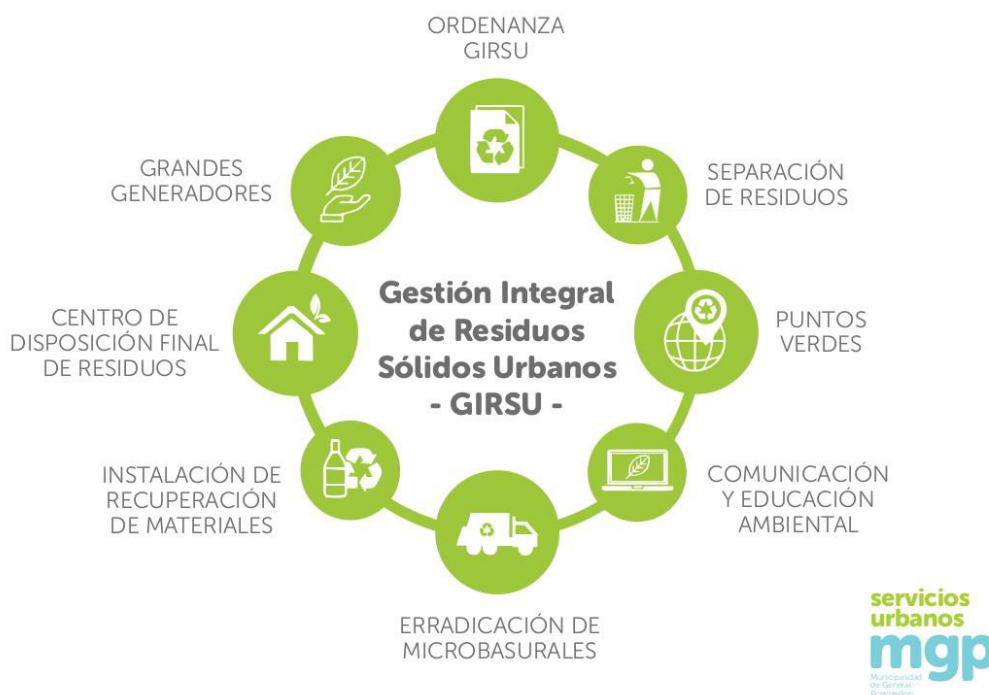 ORDENANZA
GIRSU
GRANDES
GENERADORES
SEPARACIÓN
DE RESIDUOS
Gestión Integral
de Residuos
Sólidos Urbanos
- GIRSU -
CENTRO DE
DISPOSICIÓN FINAL
DE RESIDUOS
PUNTOS
VERDES
INSTALACIÓN DE
RECUPERACIÓN
DE MATERIALES
COMUNICACIÓN
Y EDUCACIÓN
AMBIENTAL
ERRADICACIÓN DE
MICROBASURALES
servicios
urbanos
mgp
Municipalidad
de General
Pueyrredon